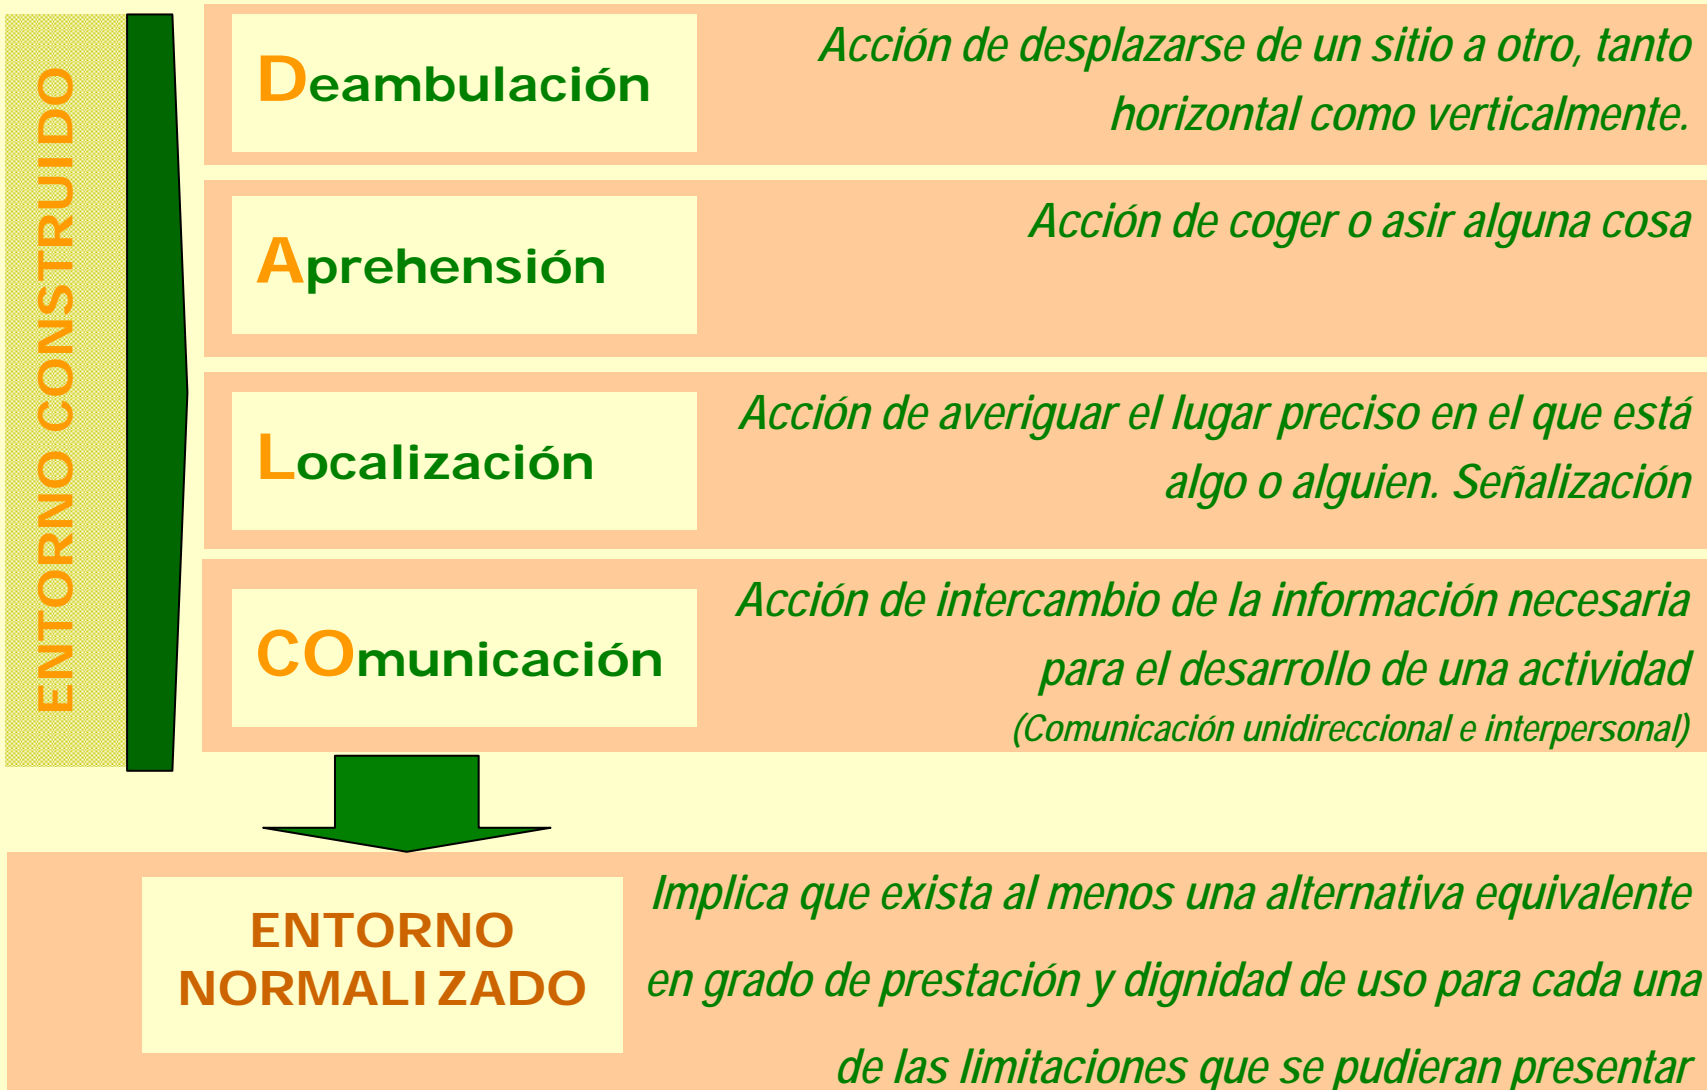 ENTORNO CONSTRUIDO
Deambulación
Acción de desplazarse de un sitio a otro, tanto
horizontal como verticalmente.
Aprehensión
Acción de coger o asir alguna cosa
Localización
Acción de averiguar el lugar preciso en el que está
algo o alguien. Señalización
COmunicación
Acción de intercambio de la información necesaria
para el desarrollo de una actividad
(Comunicación unidireccional e interpersonal)
ENTORNO
NORMALIZADO
Implica que exista al menos una alternativa equivalente
en grado de prestación y dignidad de uso para cada una
de las limitaciones que se pudieran presentar